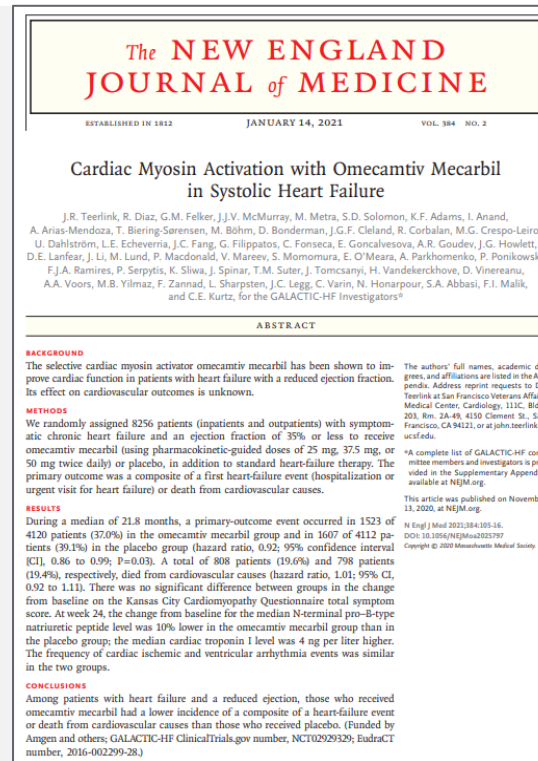 The NEW ENGLAND
JOURNAL of MEDICINE
ESTABLISHED IN 1812
JANUARY 14, 2021
VOL. 384 NO. 2
Cardiac Myosin Activation with Omecamtiv Mecarbil
in Systolic Heart Failure
J.R. Teerlink, R. Diaz, G.M. Felker, J.J.V. McMurray, M. Metra, S.D. Solomon, K.F. Adams, I. Anand,
A. Arias-Mendoza, T. Biering-Sørensen, M. Böhm, D. Bonderman, J.G.F. Cleland, R. Corbalan, M.G. Crespo-Leiro
U. Dahlström, L.E. Echeverria, J.C. Fang, G. Filippatos, C. Fonseca, E. Goncalvesova, A.R. Goudev, J.G. Howlett,
D.E. Lanfear, J. Li, M. Lund, P. Macdonald, V. Mareev, S. Momomura, E. O'Meara, A. Parkhomenko, P. Ponikowsk
F.J.A. Ramires, P. Serpytis, K. Sliwa, J. Spinar, T.M. Suter, J. Tomcsanyi, H. Vandekerckhove, D. Vinereanu,
A.A. Voors, M.B. Yilmaz, F. Zannad, L. Sharpsten, J.C. Legg, C. Varin, N. Honarpour, S.A. Abbasi, F.I. Malik,
and C.E. Kurtz, for the GALACTIC-HF Investigators*
ABSTRACT
BACKGROUND
The selective cardiac myosin activator omecamtiv mecarbil has been shown to im-
prove cardiac function in patients with heart failure with a reduced ejection fraction.
Its effect on cardiovascular outcomes is unknown.
METHODS
We randomly assigned 8256 patients (inpatients and outpatients) with symptom-
atic chronic heart failure and an ejection fraction of 35% or less to receive
omecamtiv mecarbil (using pharmacokinetic-guided doses of 25 mg, 37.5 mg, or
50 mg twice daily) or placebo, in addition to standard heart-failure therapy. The
primary outcome was a composite of a first heart-failure event (hospitalization or
urgent visit for heart failure) or death from cardiovascular causes.
RESULTS
During a median of 21.8 months, a primary-outcome event occurred in 1523 of
4120 patients (37.0%) in the omecamtiv mecarbil group and in 1607 of 4112 pa-
tients (39.1%) in the placebo group (hazard ratio, 0.92; 95% confidence interval
[CI], 0.86 to 0.99; P=0.03). A total of 808 patients (19.6%) and 798 patients
(19.4%), respectively, died from cardiovascular causes (hazard ratio, 1.01; 95% CI,
0.92 to 1.11). There was no significant difference between groups in the change
from baseline on the Kansas City Cardiomyopathy Questionnaire total symptom
score. At week 24, the change from baseline for the median N-terminal pro–B-type
natriuretic peptide level was 10% lower in the omecamtiv mecarbil group than in
the placebo group; the median cardiac troponin I level was 4 ng per liter higher.
The frequency of cardiac ischemic and ventricular arrhythmia events was similar
in the two groups.
CONCLUSIONS
Among patients with heart failure and a reduced ejection, those who received
omecamtiv mecarbil had a lower incidence of a composite of a heart-failure event
or death from cardiovascular causes than those who received placebo. (Funded by
Amgen and others; GALACTIC-HF ClinicalTrials.gov number, NCT02929329; EudraCT
number, 2016-002299-28.)
The authors' full names, academic d
grees, and affiliations are listed in the A
pendix. Address reprint requests to D
Teerlink at San Francisco Veterans Affai
Medical Center, Cardiology, 111C, Bld
203, Rm. 2A-49, 4150 Clement St., S
Francisco, CA 94121, or at john.teerlink
ucsf.edu.
*A complete list of GALACTIC-HF com
mittee members and investigators is pr
vided in the Supplementary Append
available at NEJM.org.
This article was published on Novemb
13, 2020, at NEJM.org.
N Engl J Med 2021;384:105-16.
DOI: 10.1056/NEJMoa2025797
Copyright © 2020 Massachusetts Medical Society.